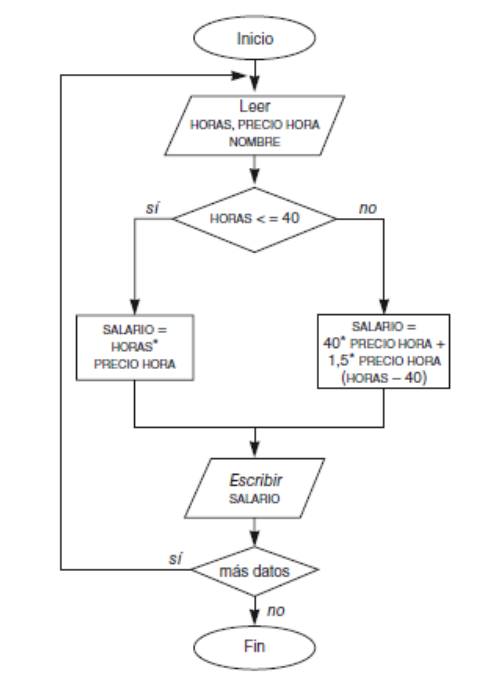 Inicio
Leer
HORAS, PRECIO HORA
NOMBRE
sí
HORAS < = 40
no
SALARIO =
HORAS*
PRECIO HORA
SALARIO =
40* PRECIO HORA +
1,5* PRECIO HORA
(HORAS – 40)
Escribir
SALARIO
sí
más datos
no
Fin